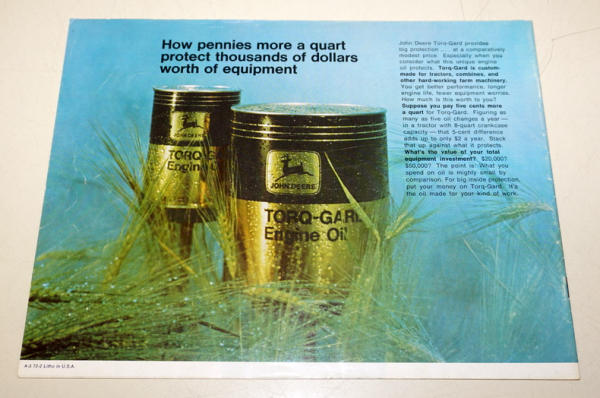 How pennies more a quart
protect thousands of dollars
worth of equipment
John Deere Torq-Gard provides
big protection . . . at a comparatively
modest price. Especially when you
consider what this unique engine
oil protects. Torq-Gard is custom-
made for tractors, combines, and
other hard-working farm machinery.
You get better performance, longer
engine life, fewer equipment worries.
How much is this worth to you?
Suppose you pay five cents more
a quart for Torq-Gard. Figuring as
many as five oil changes a year —
in a tractor with 8-quart crankcase
capacity — that 5-cent difference
adds up to only $2 a year. Stack
that up against what it protects.
What's the value of your total
equipment investment? $20,000?
$50,000? The point is: What you
spend on oil is mighty small by
comparison. For big inside protection,
put your money on Torq-Gard. It's
the oil made for your kind of work.
JOHN DEERE
TORQ-G
Engine
JOHN DEERE
TORQ-GARD
Engine Oil
Litho in U.S.A.